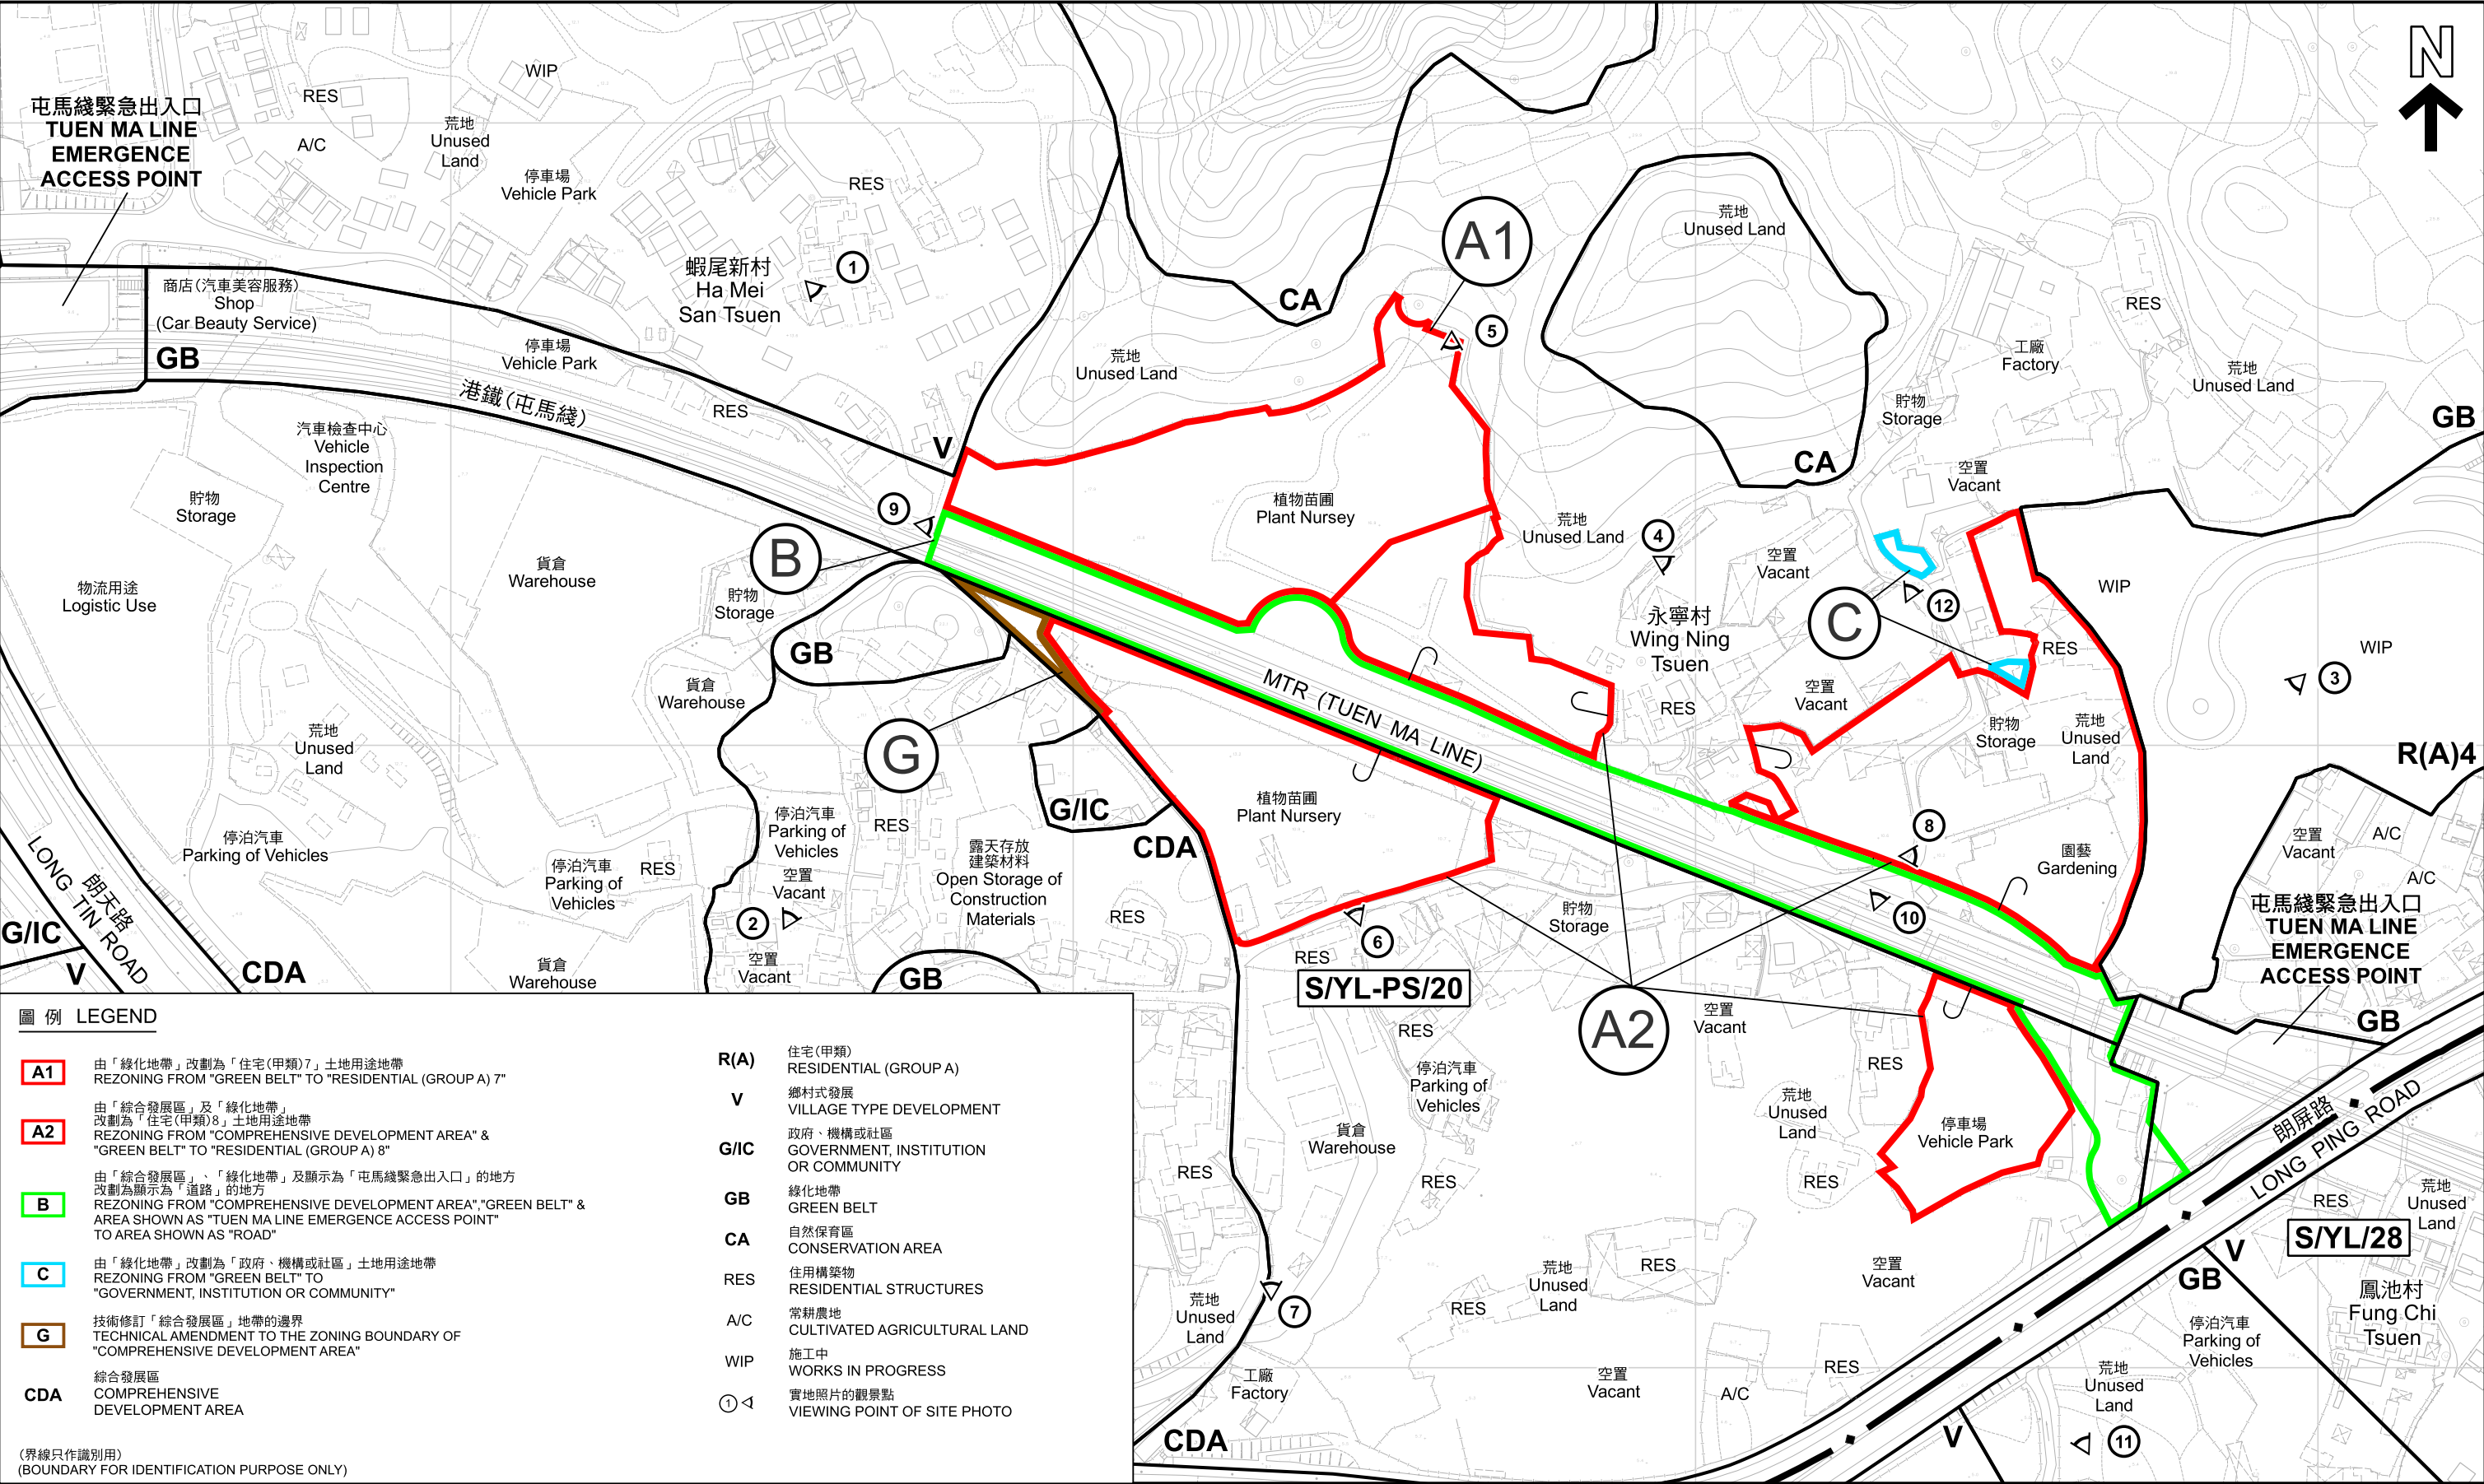 N
WIP
RES
屯馬綫緊急出入口
TUEN MA LINE
EMERGENCE
ACCESS POINT
荒地
Unused
Land
A/C
停車場
Vehicle Park
RES
荒地
Unused Land
A1
蝦尾新村
Ha Mei
San Tsuen
1
商店(汽車美容服務)
Shop
(Car Beauty Service)
GB
CA
5
RES
停車場
Vehicle Park
荒地
Unused Land
工廠
Factory
荒地
Unused Land
港鐵(屯馬綫)
RES
貯物
Storage
GB
汽車檢查中心
Vehicle
Inspection
Centre
V
CA
貯物
Storage
空置
Vacant
植物苗圃
Plant Nursey
9
荒地
Unused Land
4
B
貨倉
Warehouse
空置
Vacant
物流用途
Logistic Use
貯物
Storage
WIP
12
C
永寧村
Wing Ning
Tsuen
GB
RES
WIP
3
貨倉
Warehouse
空置
Vacant
RES
MTR (TUEN MA LINE)
荒地
Unused
Land
貯物
Storage
荒地
Unused
Land
G
R(A)4
植物苗圃
Plant Nursery
G/IC
停泊汽車
Parking of
Vehicles
RES
8
停泊汽車
Parking of Vehicles
CDA
空置
Vacant
A/C
園藝
Gardening
露天存放
建築材料
Open Storage of
Construction
Materials
停泊汽車
Parking of
Vehicles
RES
空置
Vacant
A/C
朗天路
LONG TIN ROAD
RES
貯物
Storage
10
屯馬綫緊急出入口
TUEN MA LINE
EMERGENCE
ACCESS POINT
2
6
G/IC
V
CDA
貨倉
Warehouse
空置
Vacant
GB
RES
S/YL-PS/20
A2
空置
Vacant
GB
RES
RES
停泊汽車
Parking of
Vehicles
荒地
Unused
Land
停車場
Vehicle Park
貨倉
Warehouse
朗屏路
LONG PING ROAD
RES
RES
RES
RES
荒地
Unused
Land
S/YL/28
V
GB
荒地
Unused
Land
RES
空置
Vacant
荒地
Unused
Land
7
RES
鳳池村
Fung Chi
Tsuen
停泊汽車
Parking of
Vehicles
工廠
Factory
空置
Vacant
A/C
RES
荒地
Unused
Land
CDA
V
11
圖 例 LEGEND
A1
由「綠化地帶」改劃為「住宅(甲類)7」土地用途地帶
REZONING FROM "GREEN BELT" TO "RESIDENTIAL (GROUP A) 7"
A2
由「綜合發展區」及「綠化地帶」
改劃為「住宅(甲類)8」土地用途地帶
REZONING FROM "COMPREHENSIVE DEVELOPMENT AREA" &
"GREEN BELT" TO "RESIDENTIAL (GROUP A) 8"
B
由「綜合發展區」、「綠化地帶」及顯示為「屯馬綫緊急出入口」的地方
改劃為顯示為「道路」的地方
REZONING FROM "COMPREHENSIVE DEVELOPMENT AREA","GREEN BELT" &
AREA SHOWN AS "TUEN MA LINE EMERGENCE ACCESS POINT"
TO AREA SHOWN AS "ROAD"
C
由「綠化地帶」改劃為「政府、機構或社區」土地用途地帶
REZONING FROM "GREEN BELT" TO
"GOVERNMENT, INSTITUTION OR COMMUNITY"
G
技術修訂「綜合發展區」地帶的邊界
TECHNICAL AMENDMENT TO THE ZONING BOUNDARY OF
"COMPREHENSIVE DEVELOPMENT AREA"
CDA
綜合發展區
COMPREHENSIVE
DEVELOPMENT AREA
(界線只作識別用)
(BOUNDARY FOR IDENTIFICATION PURPOSE ONLY)
R(A)
住宅(甲類)
RESIDENTIAL (GROUP A)
V
鄉村式發展
VILLAGE TYPE DEVELOPMENT
G/IC
政府、機構或社區
GOVERNMENT, INSTITUTION
OR COMMUNITY
GB
綠化地帶
GREEN BELT
CA
自然保育區
CONSERVATION AREA
RES
住用構築物
RESIDENTIAL STRUCTURES
A/C
常耕農地
CULTIVATED AGRICULTURAL LAND
WIP
施工中
WORKS IN PROGRESS
1
實地照片的觀景點
VIEWING POINT OF SITE PHOTO